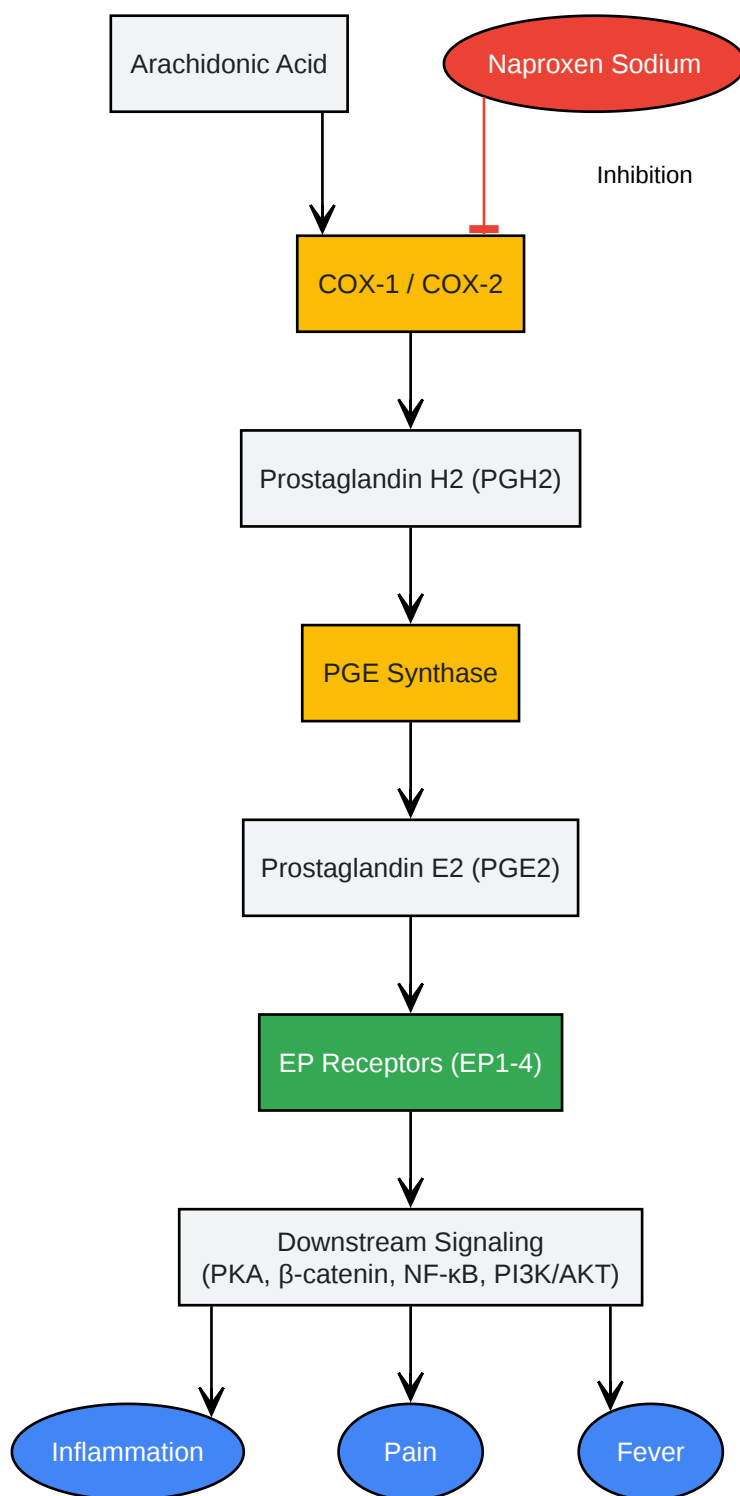 Arachidonic Acid
Naproxen Sodium
Inhibition
COX-1 / COX-2
Prostaglandin H2 (PGH2)
PGE Synthase
Prostaglandin E2 (PGE2)
EP Receptors (EP1-4)
Downstream Signaling
(PKA, β-catenin, NF-κB, PI3K/AKT)
Inflammation
Pain
Fever